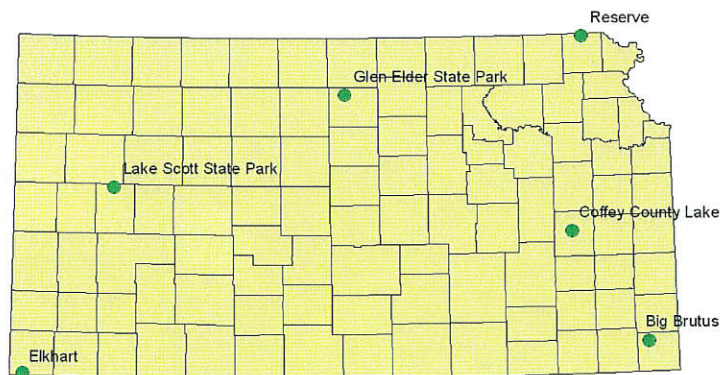 Reserve
Glen Elder State Park
Lake Scott State Park
Coffey County Lake
Big Brutus
Elkhart